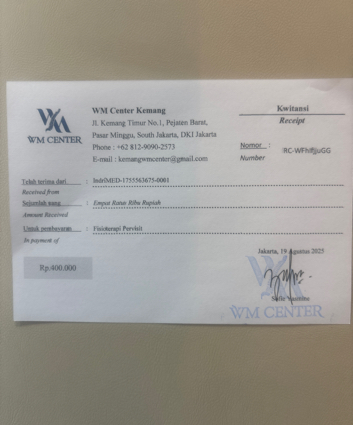 WM CENTER
WM Center Kemang
Jl. Kemang Timur No.1, Pejaten Barat,
Pasar Minggu, South Jakarta, DKI Jakarta
Phone : +62 812-9090-2573
E-mail : kemangwmcenter@gmail.com
Kwitansi
Receipt
Nomor :
Number
Telah terima dari : IndriMED-1755563675-0001
Received from
Sejumlah uang : Empat Ratus Ribu Rupiah
Amount Received
Untuk pembayaran : Fisioterapi Pervisit
In payment of
Rp.400.000
Jakarta, 19 Agustus 2025
WM CENTER